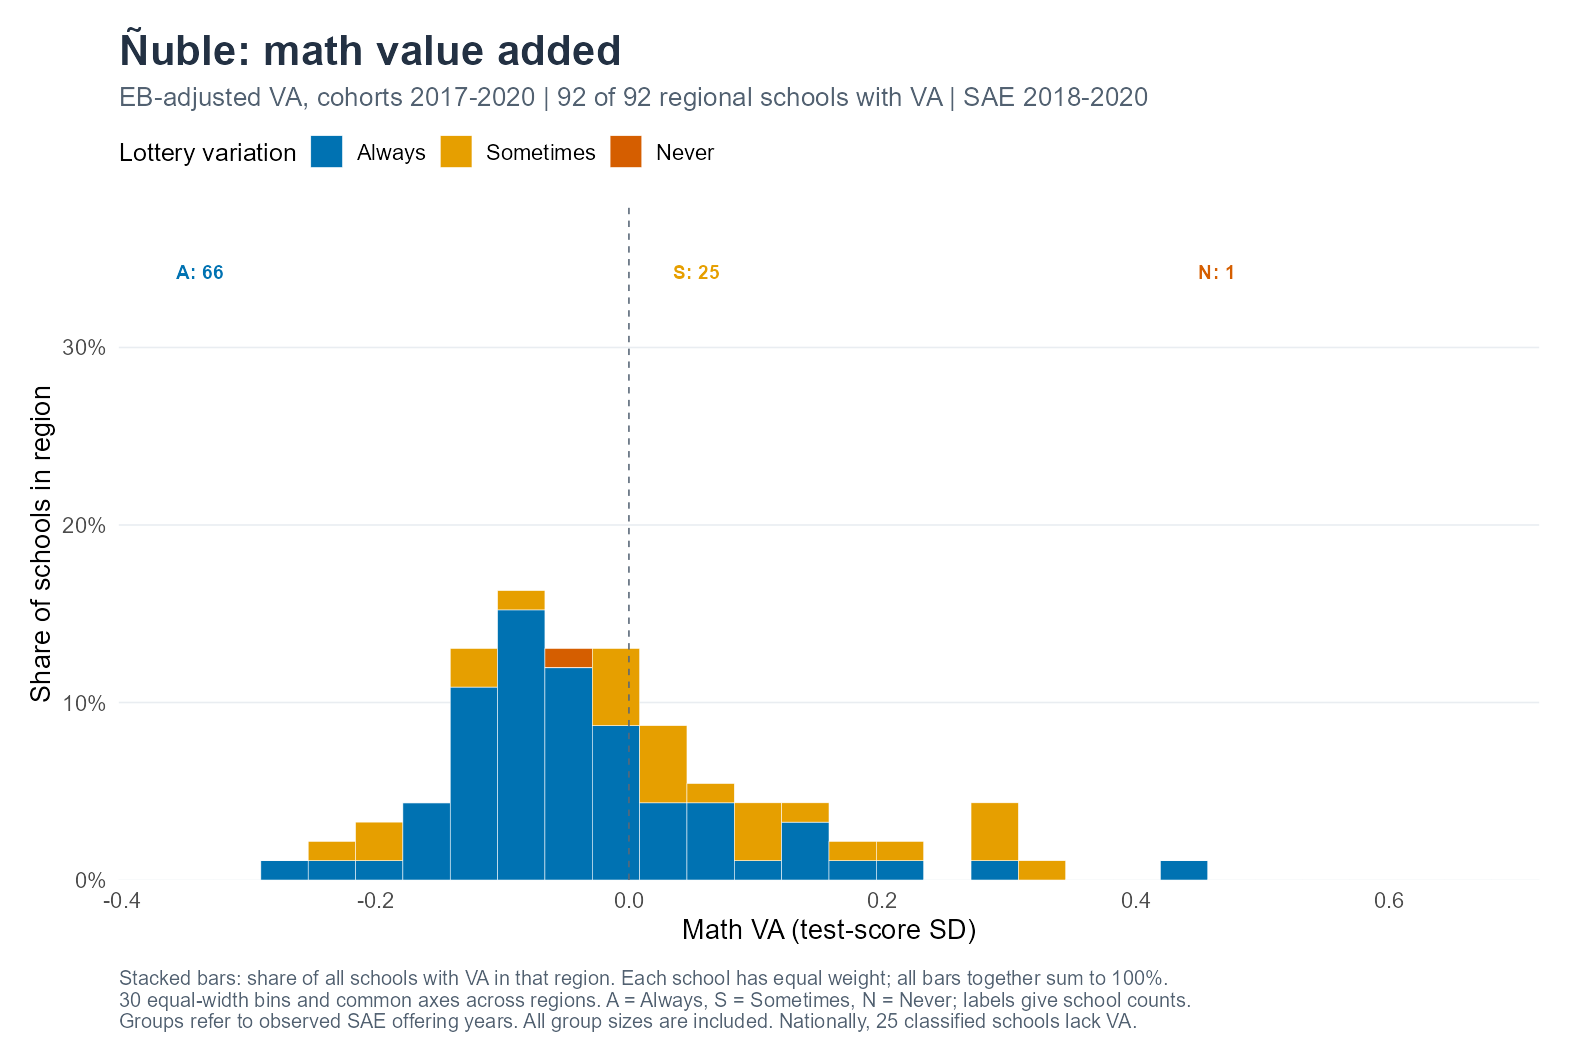 Ñuble: math value added
EB-adjusted VA, cohorts 2017-2020 | 92 of 92 regional schools with VA | SAE 2018-2020
Lottery variation Always Sometimes Never
A: 66 S: 25 N: 1
30%
20%
10%
0%
Share of schools in region
-0.4 -0.2 0.0 0.2 0.4 0.6
Math VA (test-score SD)
Stacked bars: share of all schools with VA in that region. Each school has equal weight; all bars together sum to 100%.
30 equal-width bins and common axes across regions. A = Always, S = Sometimes, N = Never; labels give school counts.
Groups refer to observed SAE offering years. All group sizes are included. Nationally, 25 classified schools lack VA.